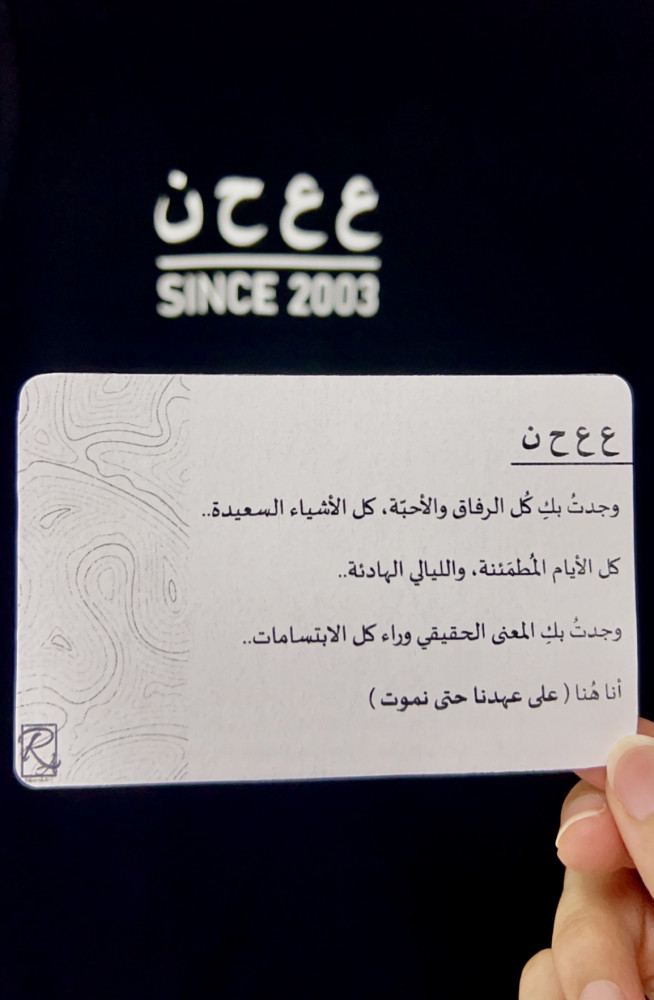 ع ع ح ن
SINCE 2003
ع ع ح ن
وجدتُ بكِ كُل الرفاق والأحبّة، كل الأشياء السعيدة..
كل الأيام المُطمَئنة، والليالي الهادئة..
وجدتُ بكِ المعنى الحقيقي وراء كل الابتسامات..
أنا هُنا ( على عهدنا حتى نموت )